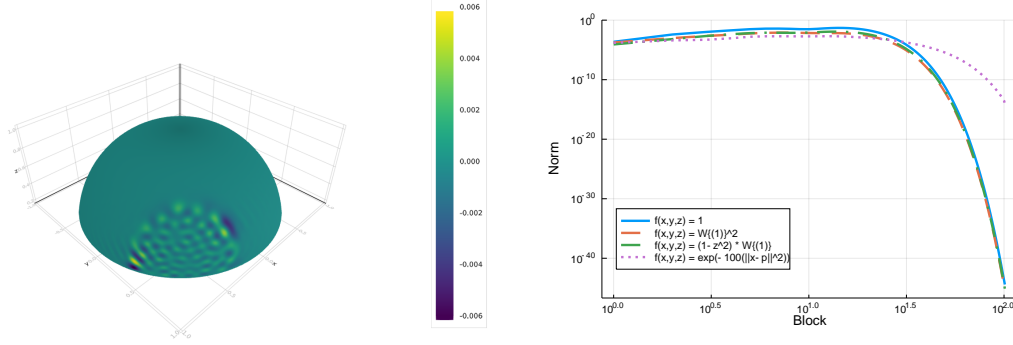 0.006
0.004
0.002
0.000
-0.002
-0.004
-0.006
10^0
10^-10
10^-20
10^-30
10^-40
Norm
f(x,y,z) = 1
f(x,y,z) = W{(1)}^2
f(x,y,z) = (1- z^2) * W{(1)}
f(x,y,z) = exp(- 100(||x- p||^2))
10^0.0
10^0.5
10^1.0
10^1.5
10^2.0
Block